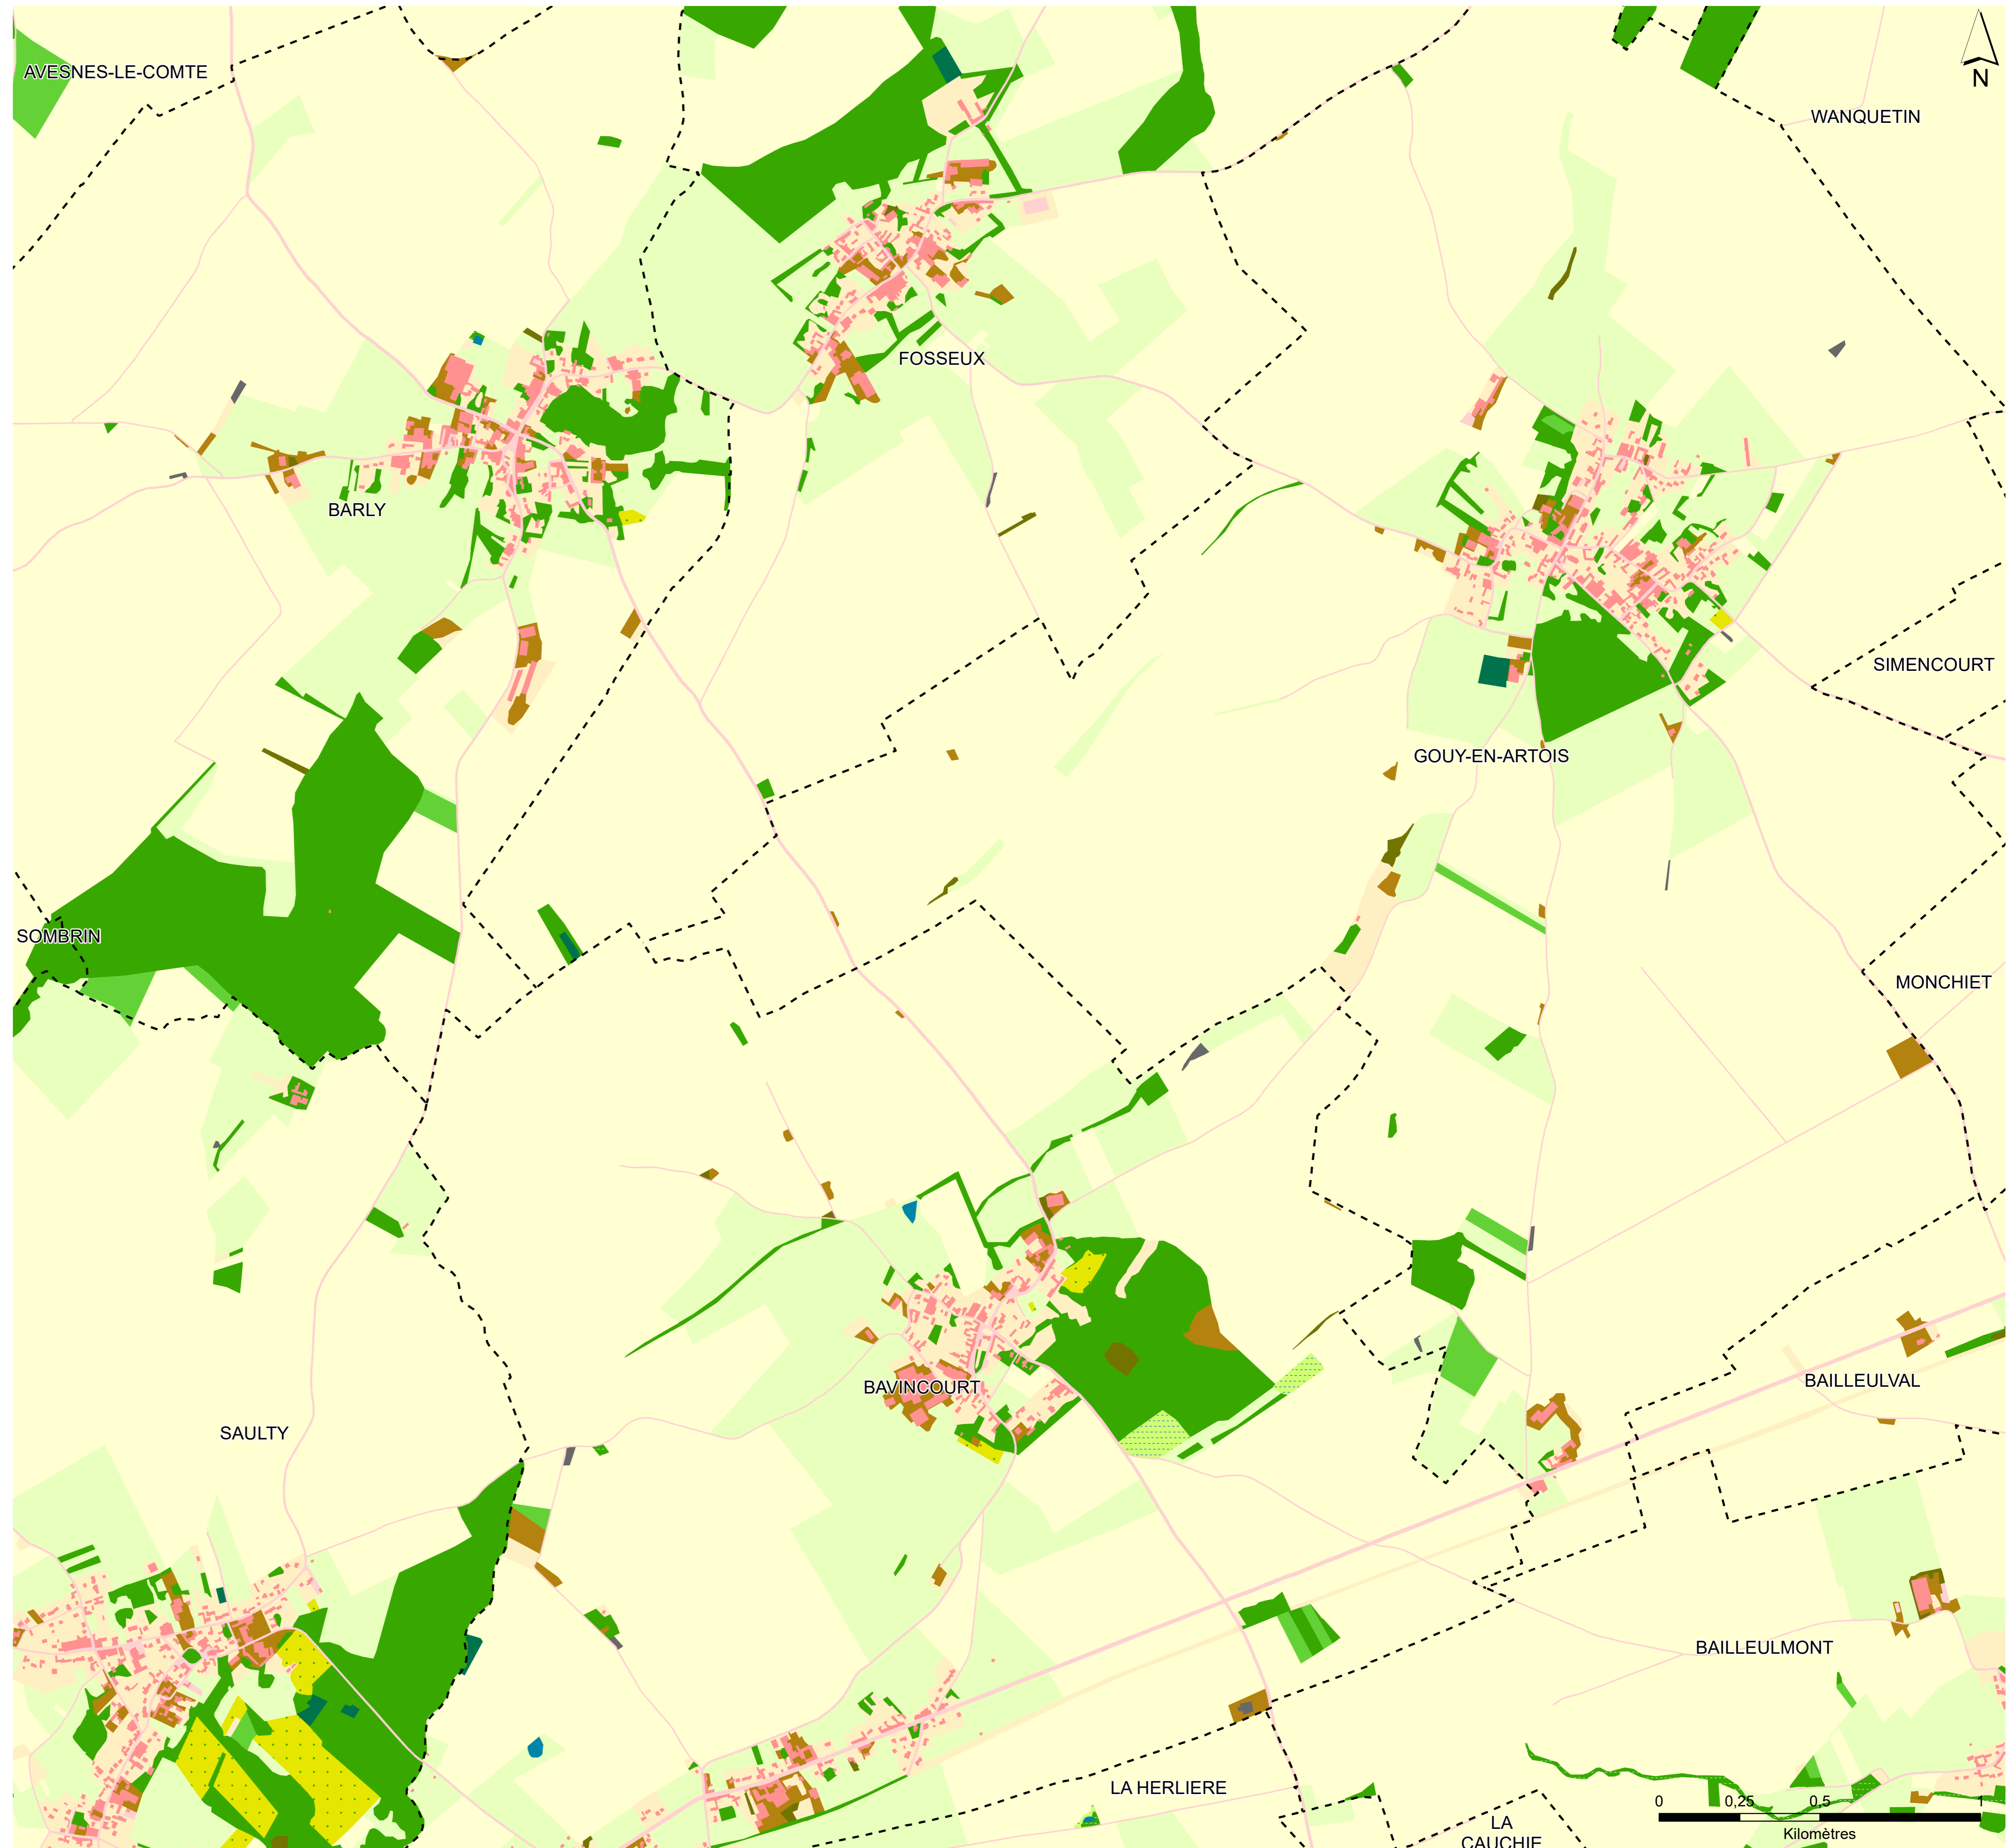 AVESNES-LE-COMTE
N
WANQUETIN
FOSSEUX
BARLY
SIMENCOURT
GOUY-EN-ARTOIS
SOMBRIN
MONCHIET
BAILLEULVAL
BAVINCOURT
SAULTY
BAILLEULMONT
LA HERLIERE
0 0,25 0,5 1
Kilomètres
LA
CAUCHIE